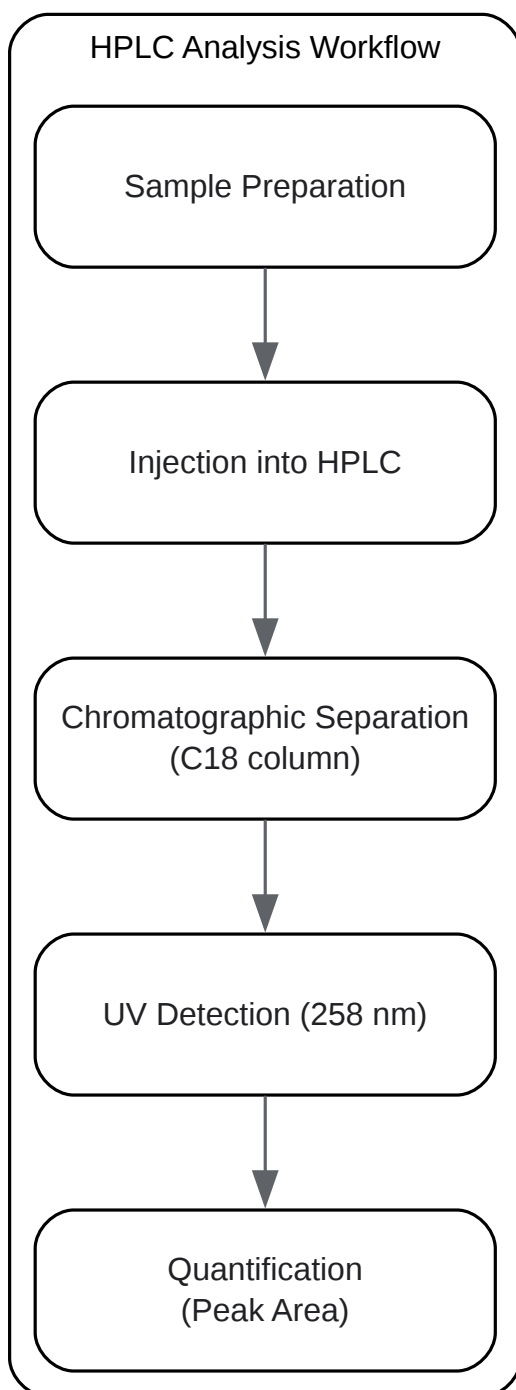 HPLC Analysis Workflow
Sample Preparation
Injection into HPLC
Chromatographic Separation
(C18 column)
UV Detection (258 nm)
Quantification
(Peak Area)